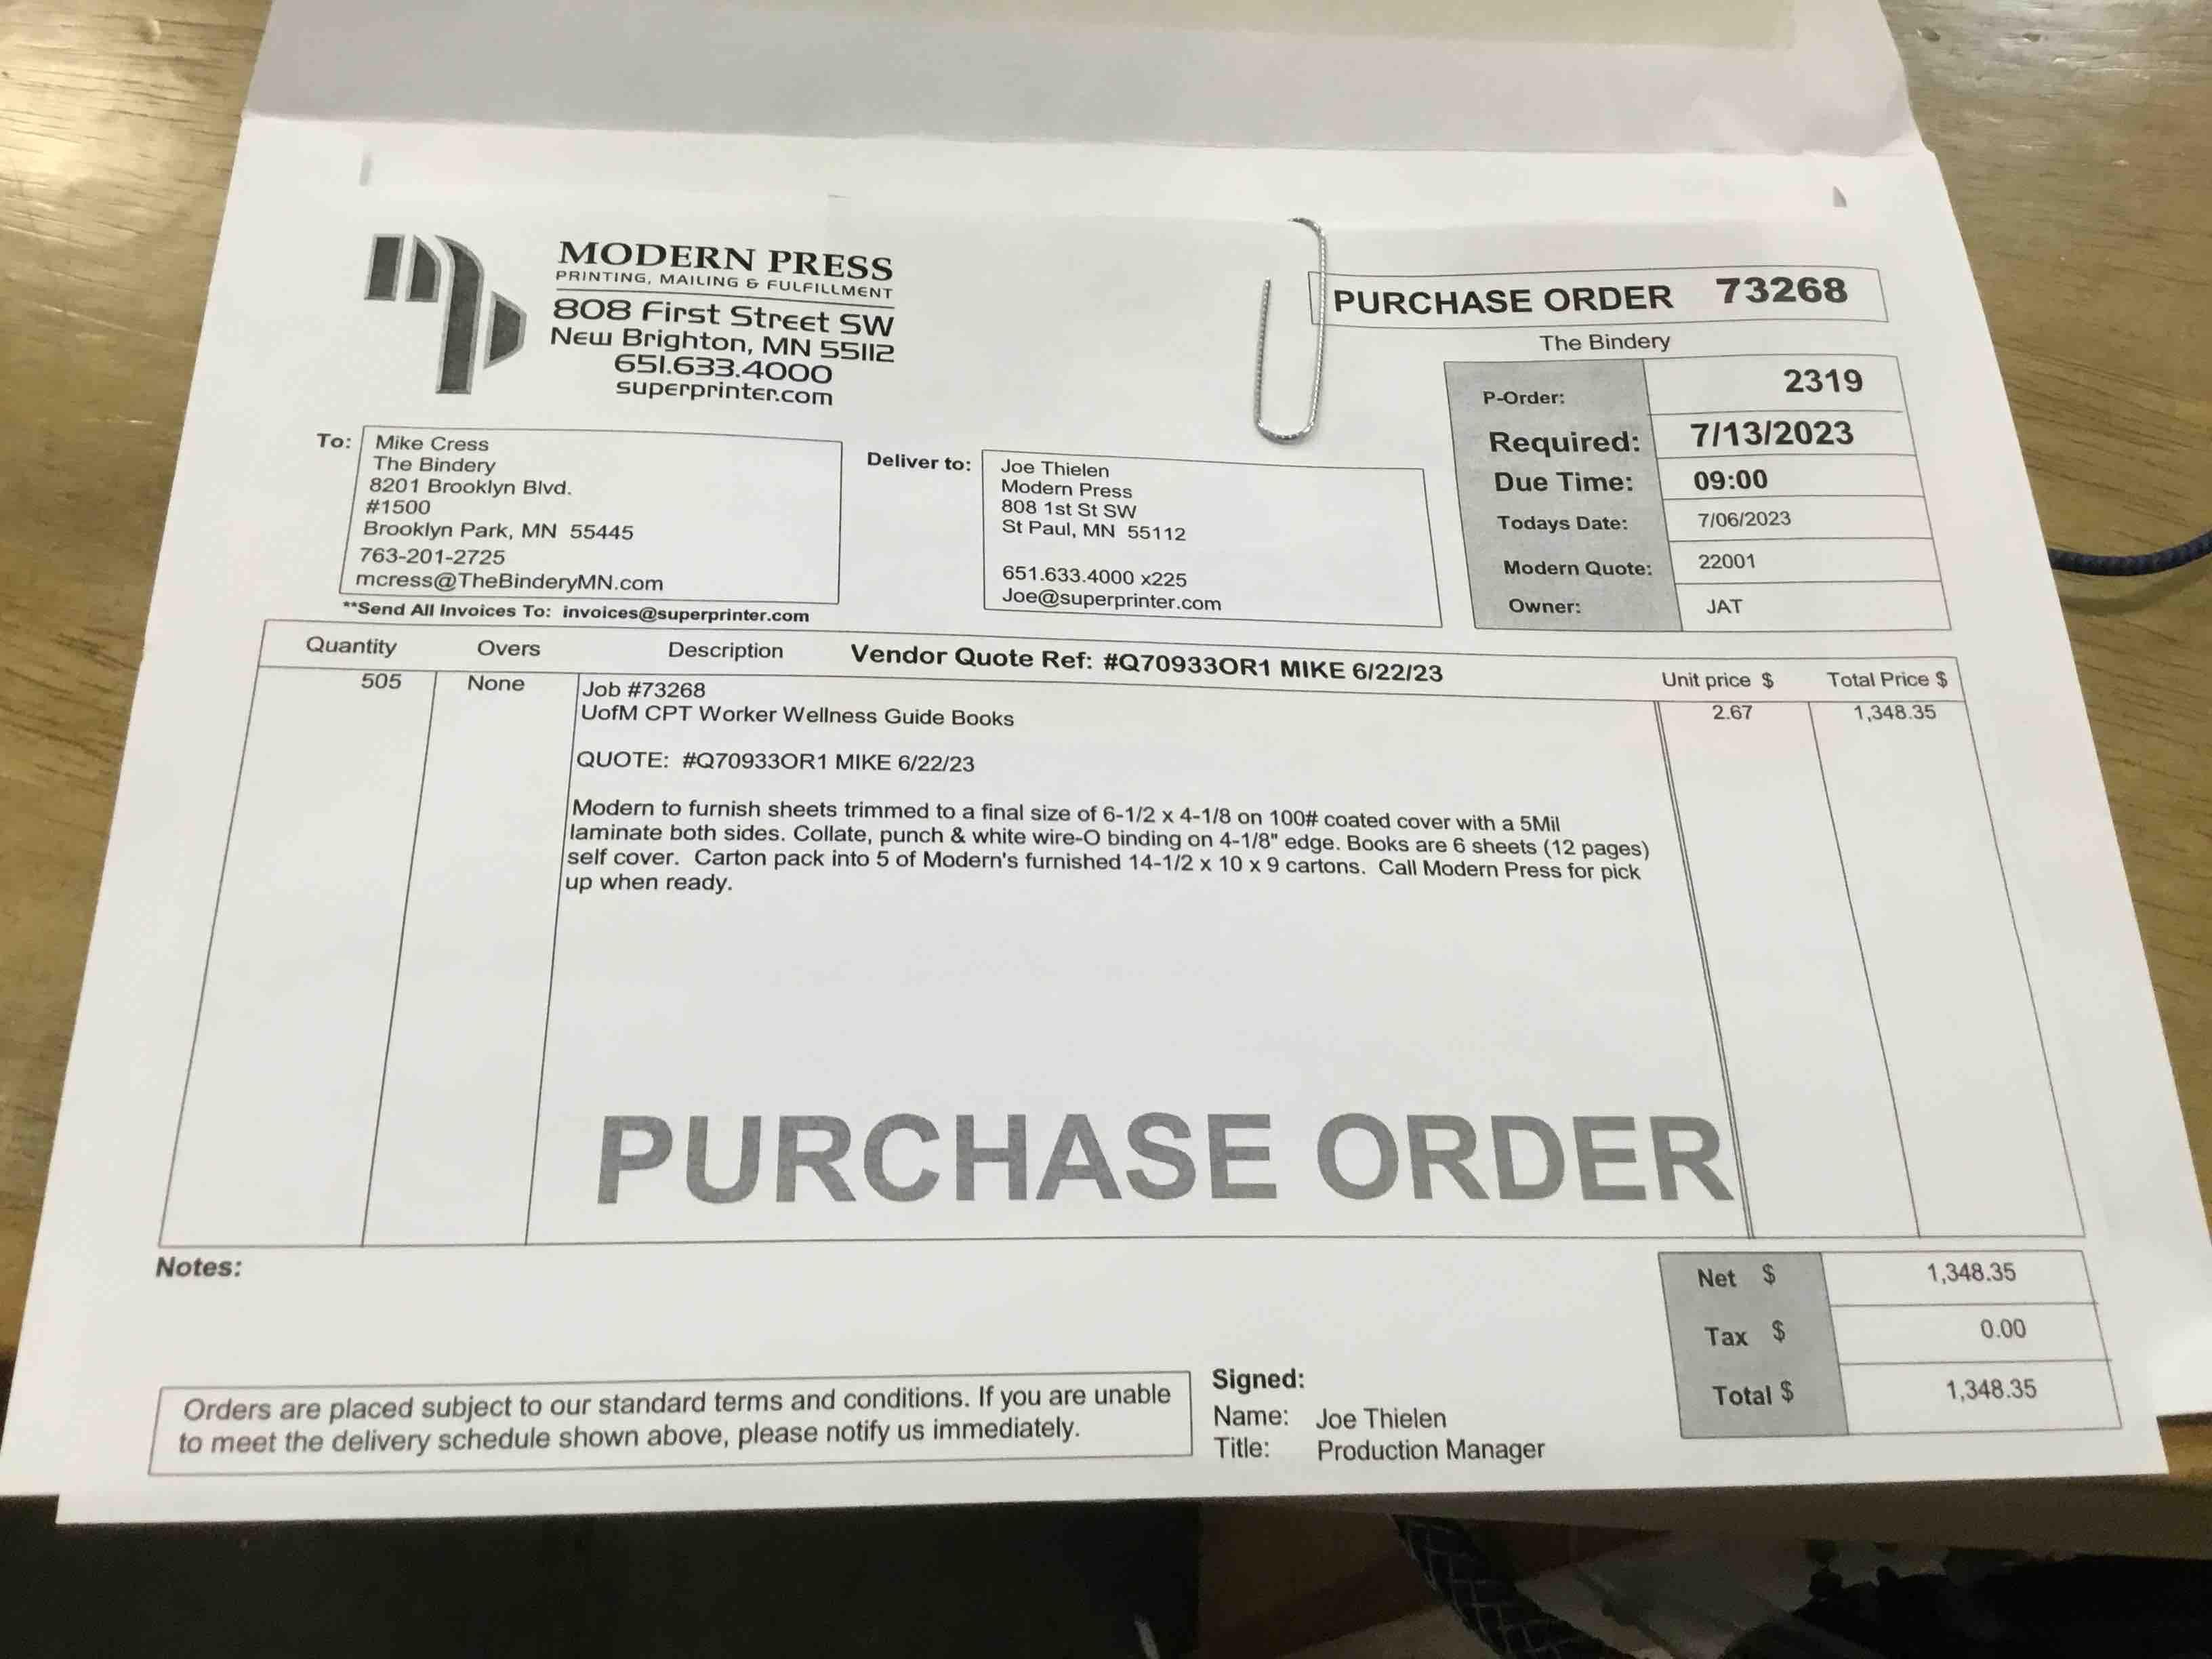 MODERN PRESS
PRINTING, MAILING & FULFILLMENT
808 First Street SW
New Brighton, MN 55112
651.633.4000
superprinter.com
PURCHASE ORDER 73268
The Bindery
P-Order: 2319
Required: 7/13/2023
Due Time: 09:00
Todays Date: 7/06/2023
Modern Quote: 22001
Owner: JAT
To: Mike Cress
The Bindery
8201 Brooklyn Blvd.
#1500
Brooklyn Park, MN 55445
763-201-2725
mcress@TheBinderyMN.com
**Send All Invoices To: invoices@superprinter.com
Deliver to: Joe Thielen
Modern Press
808 1st St SW
St Paul, MN 55112
651.633.4000 x225
Joe@superprinter.com
Quantity Overs Description Vendor Quote Ref: #Q70933OR1 MIKE 6/22/23 Unit price $ Total Price $
505 None Job #73268 2.67 1,348.35
UofM CPT Worker Wellness Guide Books
QUOTE: #Q70933OR1 MIKE 6/22/23
Modern to furnish sheets trimmed to a final size of 6-1/2 x 4-1/8 on 100# coated cover with a 5Mil
laminate both sides. Collate, punch & white wire-O binding on 4-1/8" edge. Books are 6 sheets (12 pages)
self cover. Carton pack into 5 of Modern's furnished 14-1/2 x 10 x 9 cartons. Call Modern Press for pick
up when ready.
PURCHASE ORDER
Notes:
Net $ 1,348.35
Tax $ 0.00
Total $ 1,348.35
Orders are placed subject to our standard terms and conditions. If you are unable
to meet the delivery schedule shown above, please notify us immediately.
Signed:
Name: Joe Thielen
Title: Production Manager